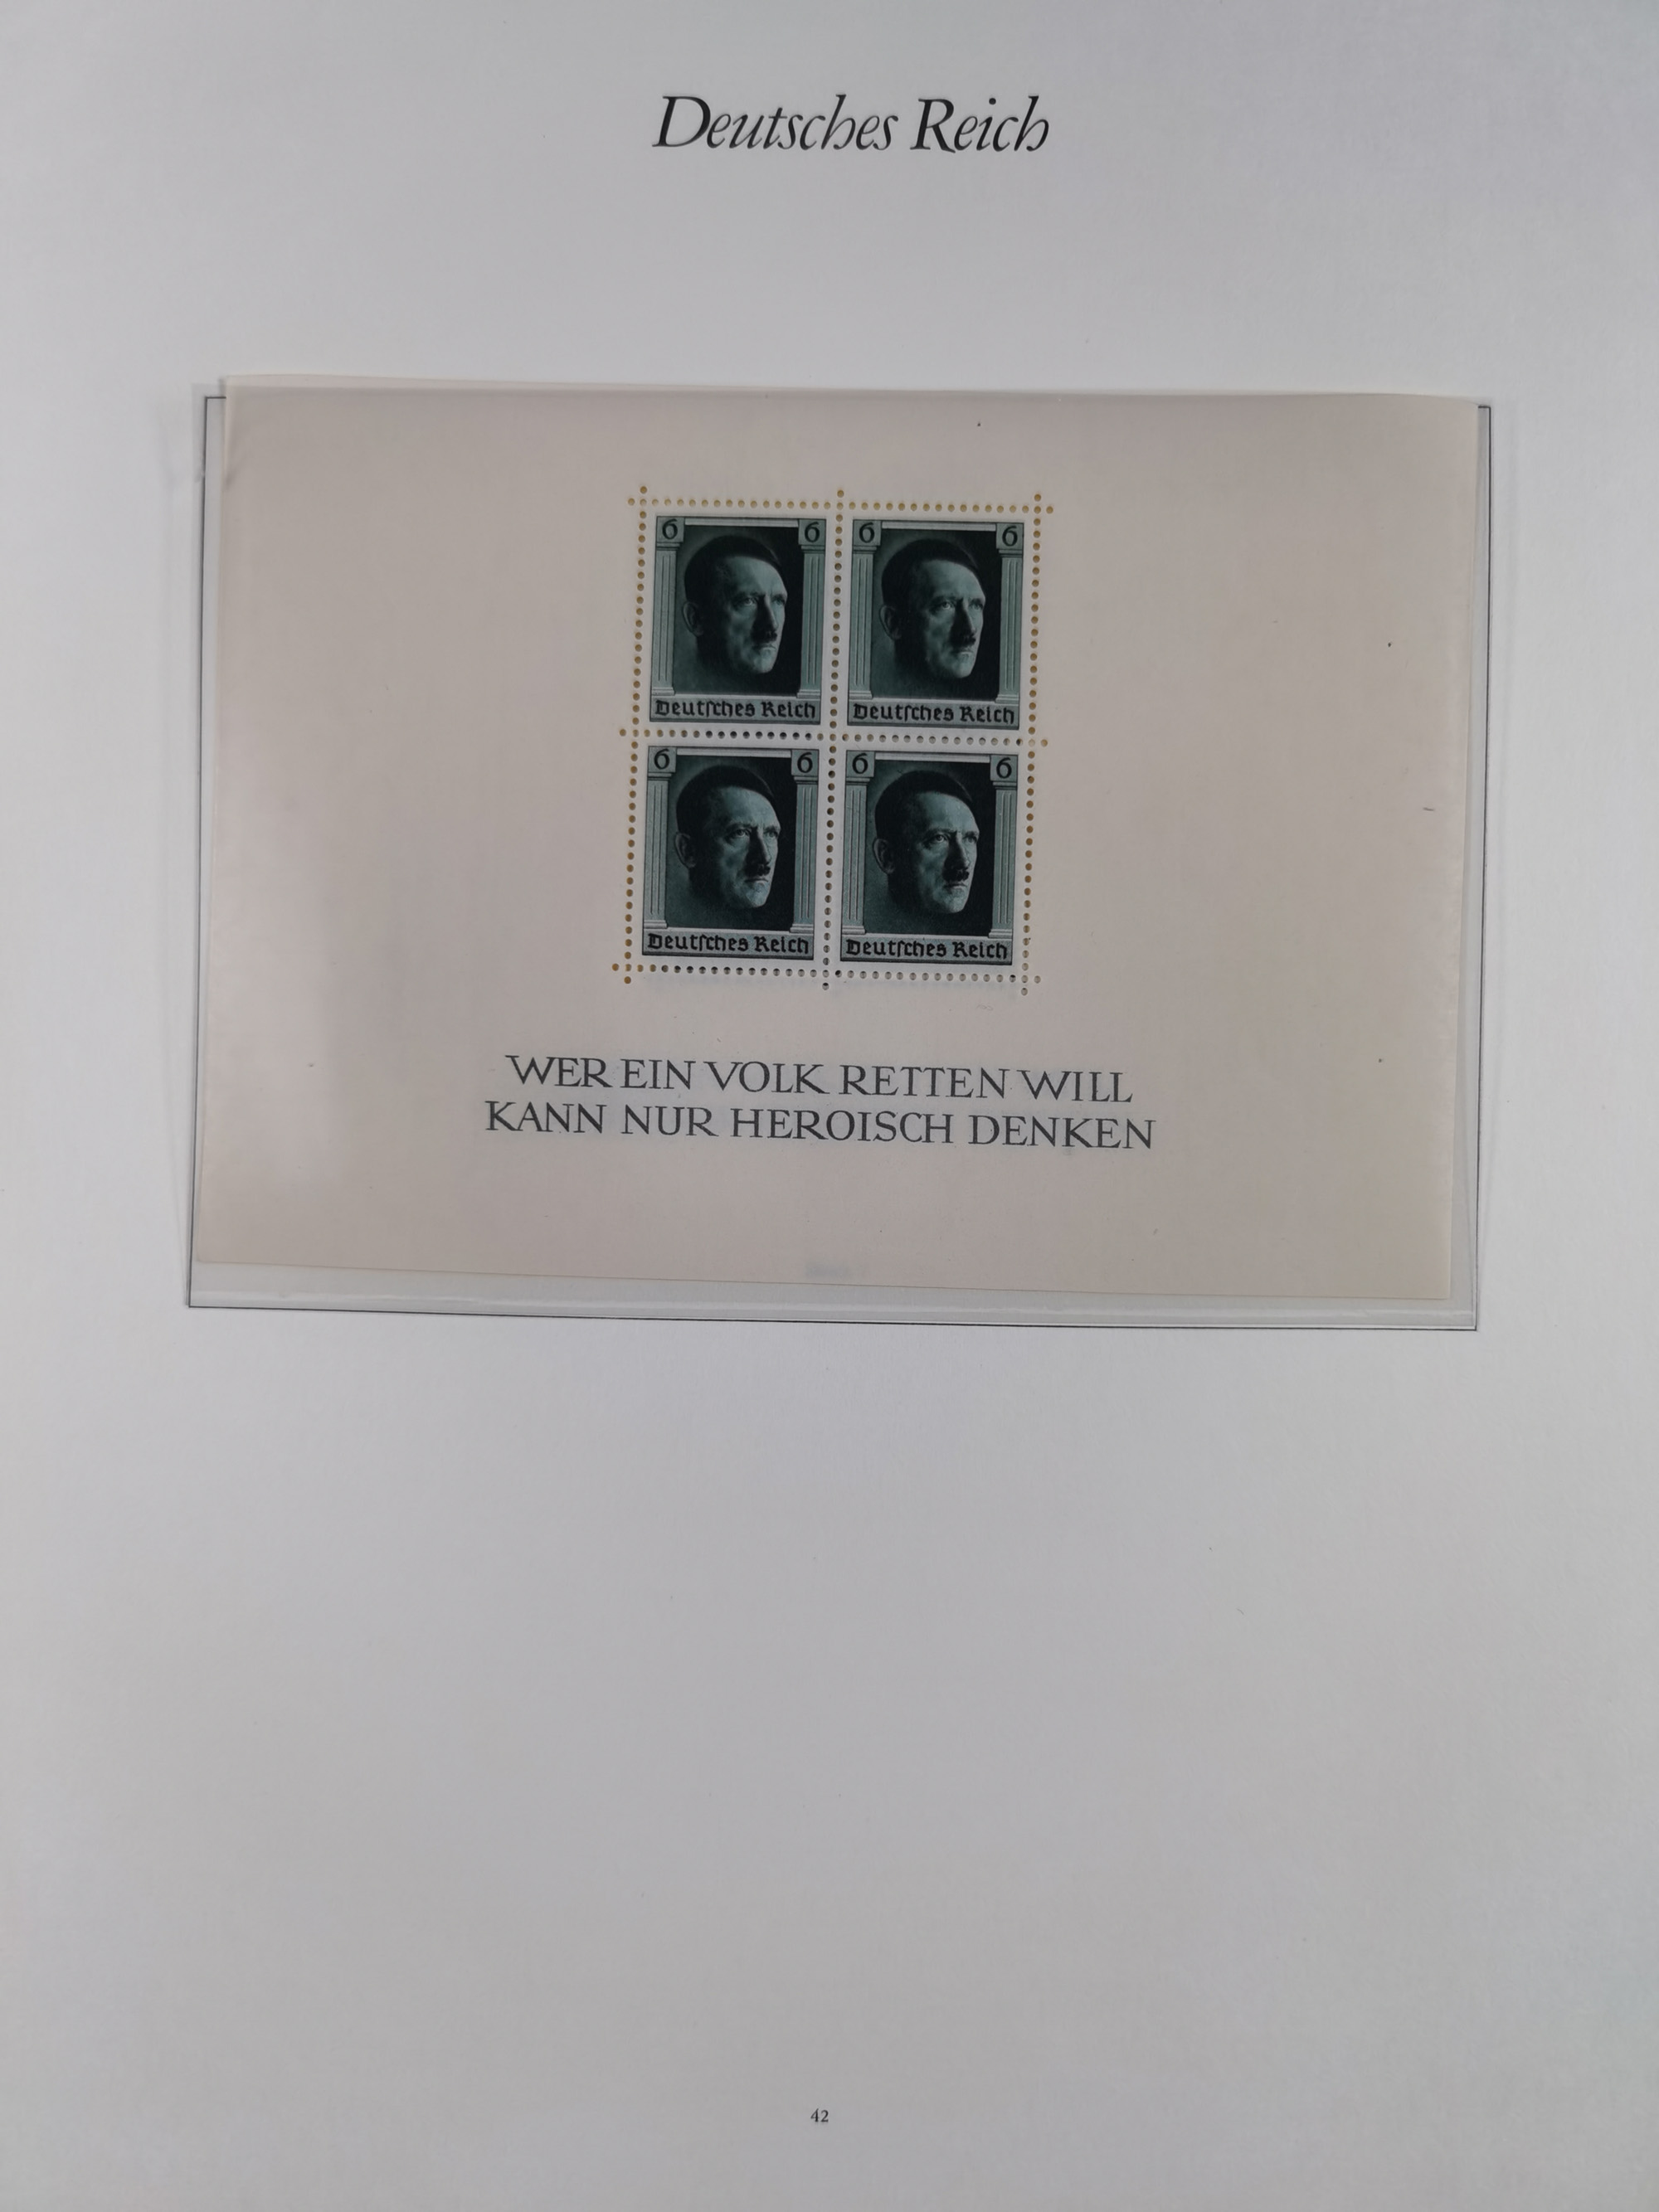 Deutsches Reich
6 6 6 6
Deutsches Reich Deutsches Reich
6 6 6 6
Deutsches Reich Deutsches Reich
WER EIN VOLK RETTEN WILL
KANN NUR HEROISCH DENKEN
42